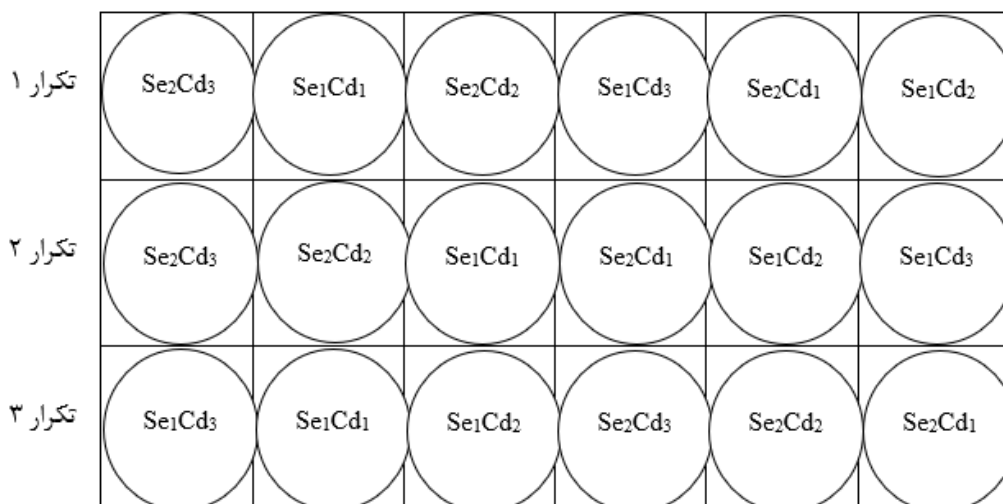 تکرار ۱ Se₂Cd₃ Se₁Cd₁ Se₂Cd₂ Se₁Cd₃ Se₂Cd₁ Se₁Cd₂
تکرار ۲ Se₂Cd₃ Se₂Cd₂ Se₁Cd₁ Se₂Cd₁ Se₁Cd₂ Se₁Cd₃
تکرار ۳ Se₁Cd₃ Se₁Cd₁ Se₁Cd₂ Se₂Cd₃ Se₂Cd₂ Se₂Cd₁